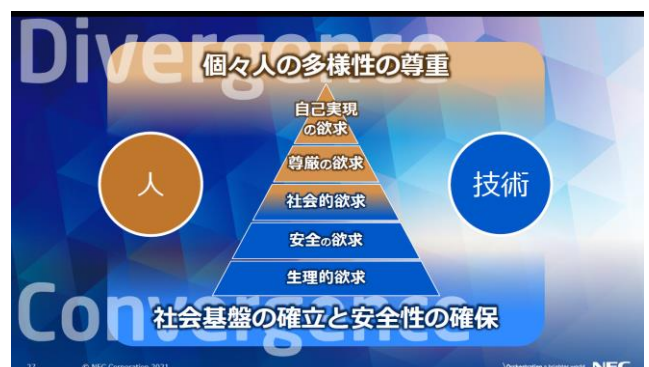 Divergence
個々人の多様性の尊重
自己実現
の欲求
尊厳の欲求
人
技術
社会的欲求
安全の欲求
生理的欲求
Convergence
社会基盤の確立と安全性の確保
© NEC Corporation 2021
NEC